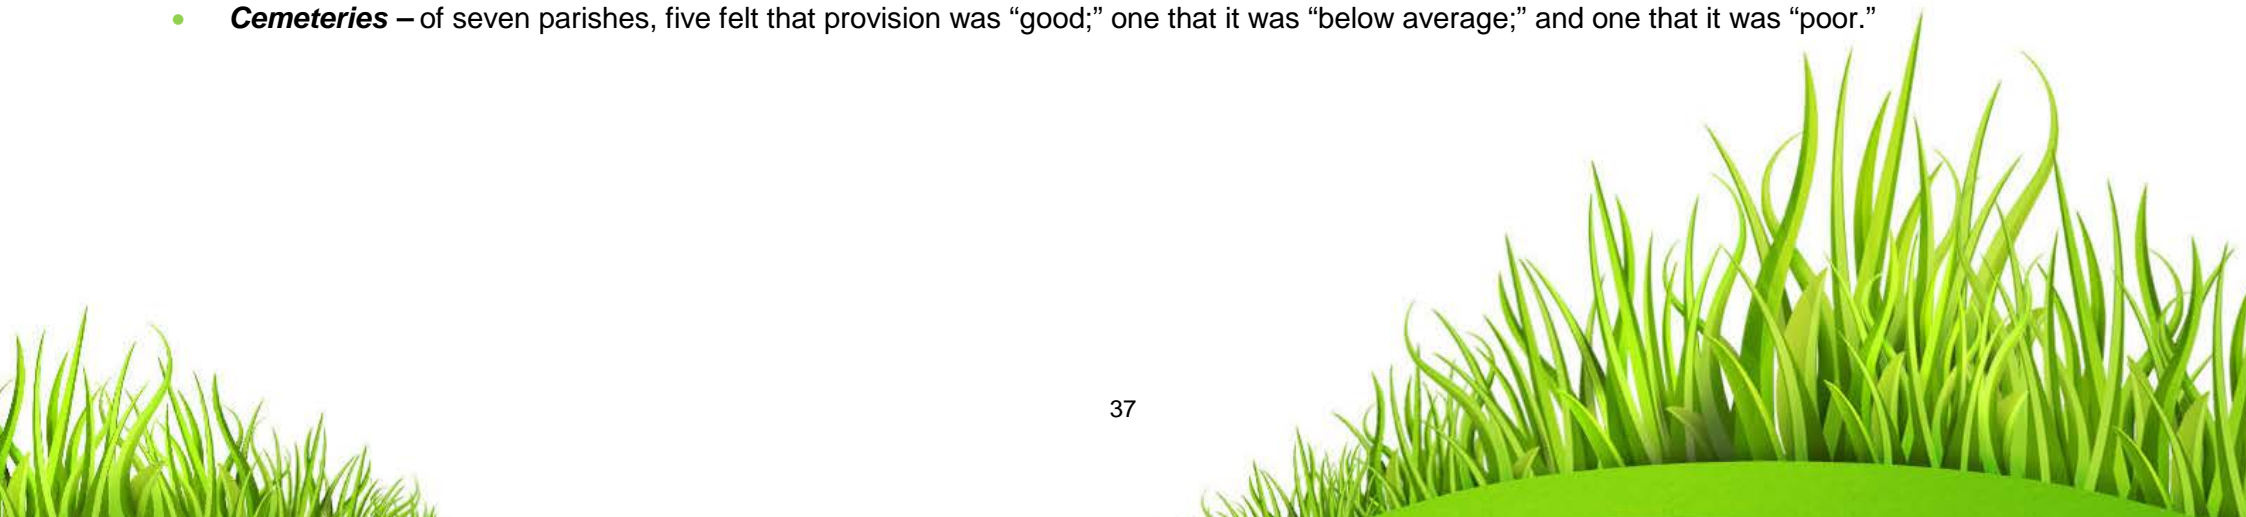 • Cemeteries – of seven parishes, five felt that provision was “good;” one that it was “below average;” and one that it was “poor.”
37